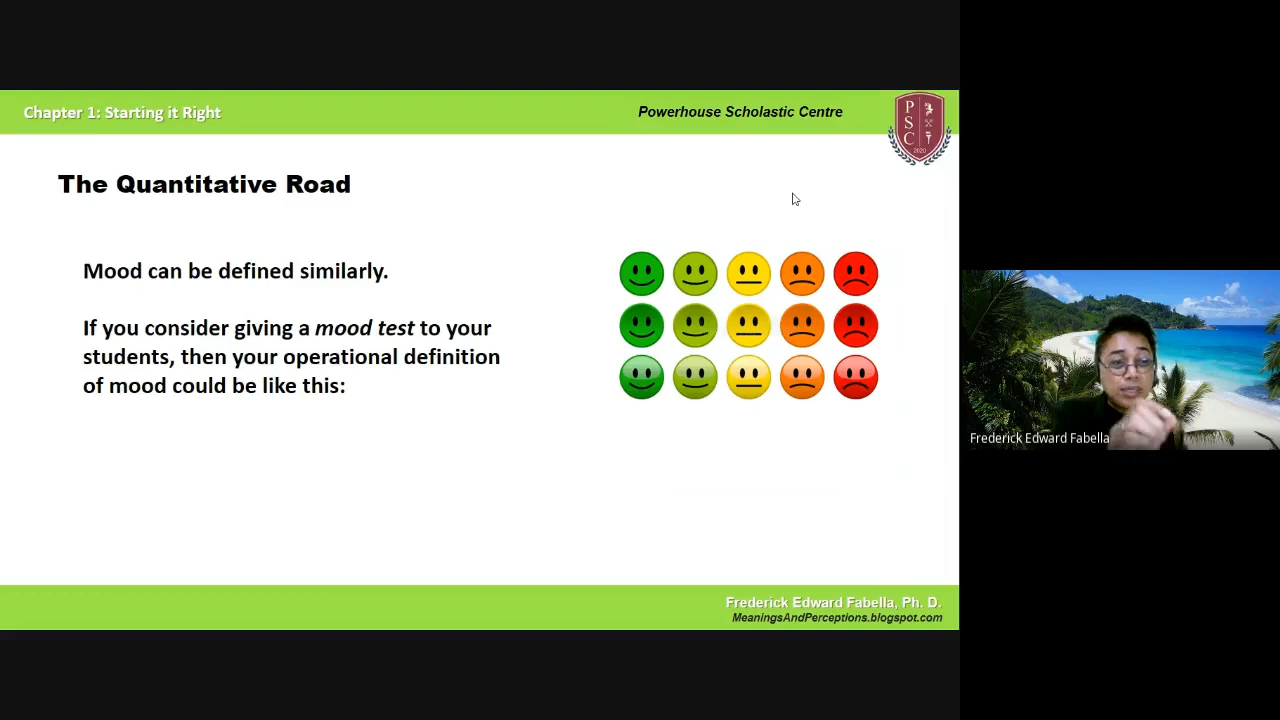 Chapter 1: Starting it Right
Powerhouse Scholastic Centre
P
S
C
2020
The Quantitative Road
Mood can be defined similarly.
If you consider giving a mood test to your
students, then your operational definition
of mood could be like this:
Frederick Edward Fabella
Frederick Edward Fabella, Ph. D.
MeaningsAndPerceptions.blogspot.com